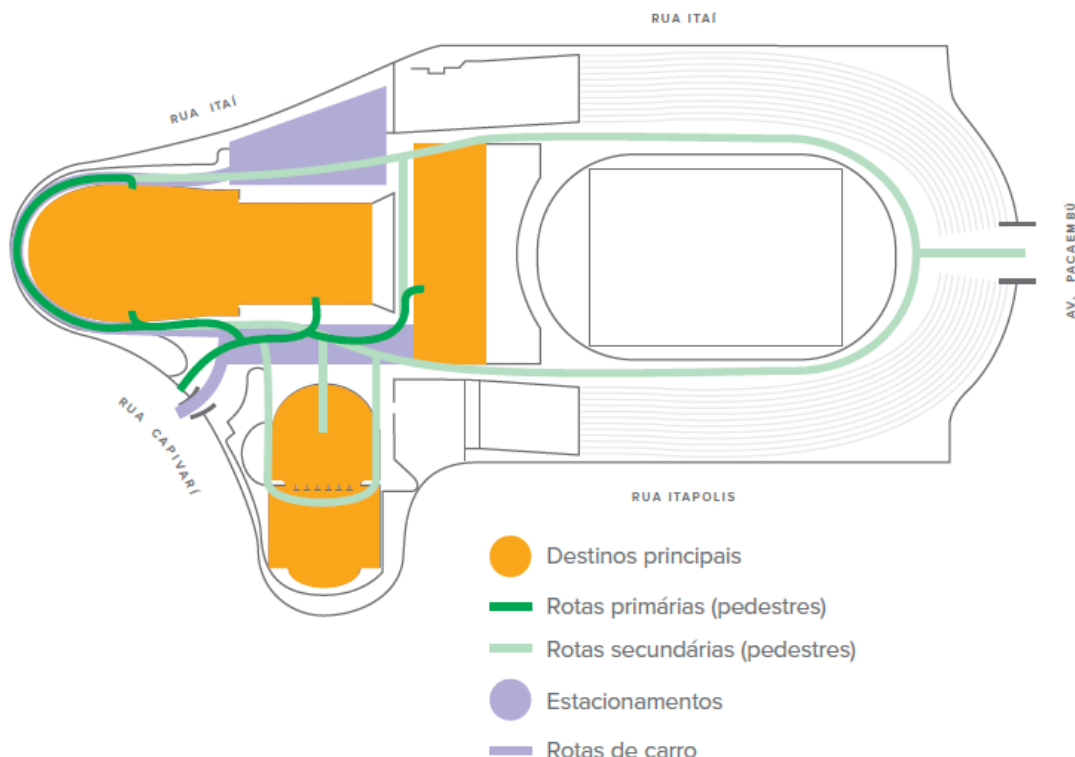 RUA ITAÍ
RUA ITAÍ
AV. PACAEMBÚ
RUA CAPIVARÍ
RUA ITAPOLIS
Destinos principais
Rotas primárias (pedestres)
Rotas secundárias (pedestres)
Estacionamentos
Rotas de carro